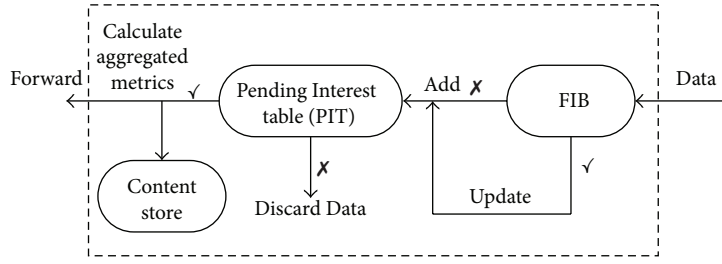 Calculate
aggregated
metrics
Forward
✓
Pending Interest
table (PIT)
Add ✗
FIB
Data
✗
✓
Content
store
Discard Data
Update